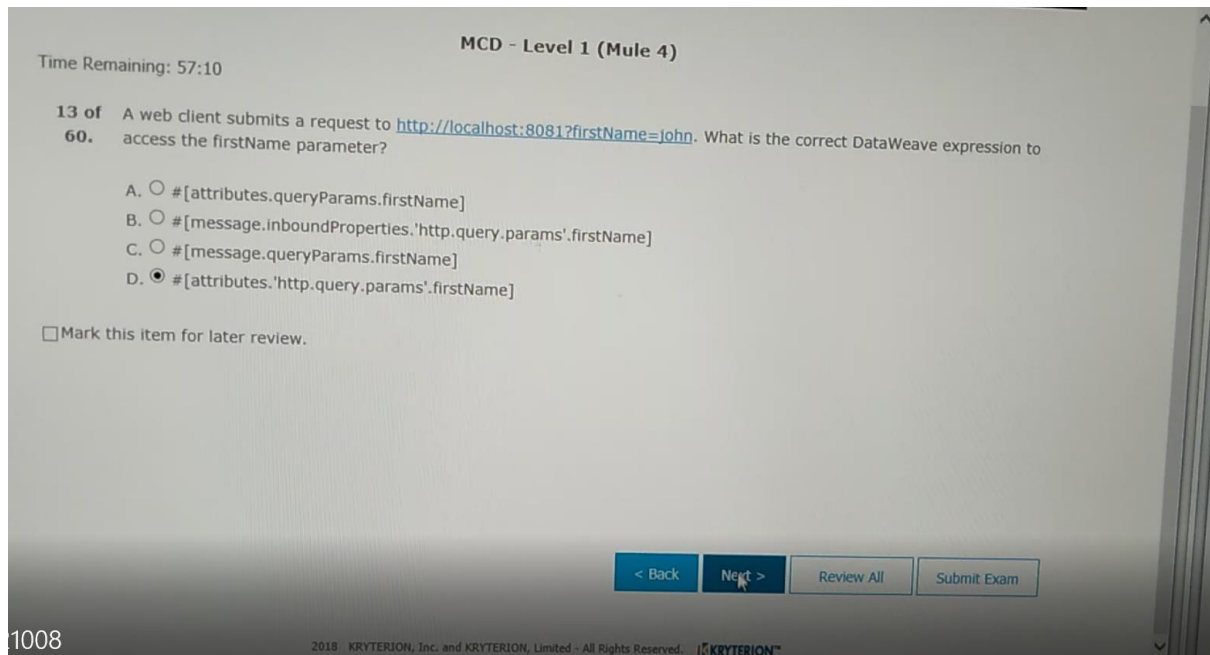 MCD - Level 1 (Mule 4)
Time Remaining: 57:10
13 of A web client submits a request to http://localhost:8081?firstName=john. What is the correct DataWeave expression to
60. access the firstName parameter?
A. #[attributes.queryParams.firstName]
B. #[message.inboundProperties.'http.query.params'.firstName]
C. #[message.queryParams.firstName]
D. #[attributes.'http.query.params'.firstName]
Mark this item for later review.
< Back Next > Review All Submit Exam
1008
2018 KRYTERION, Inc. and KRYTERION, Limited - All Rights Reserved. KRYTERION™